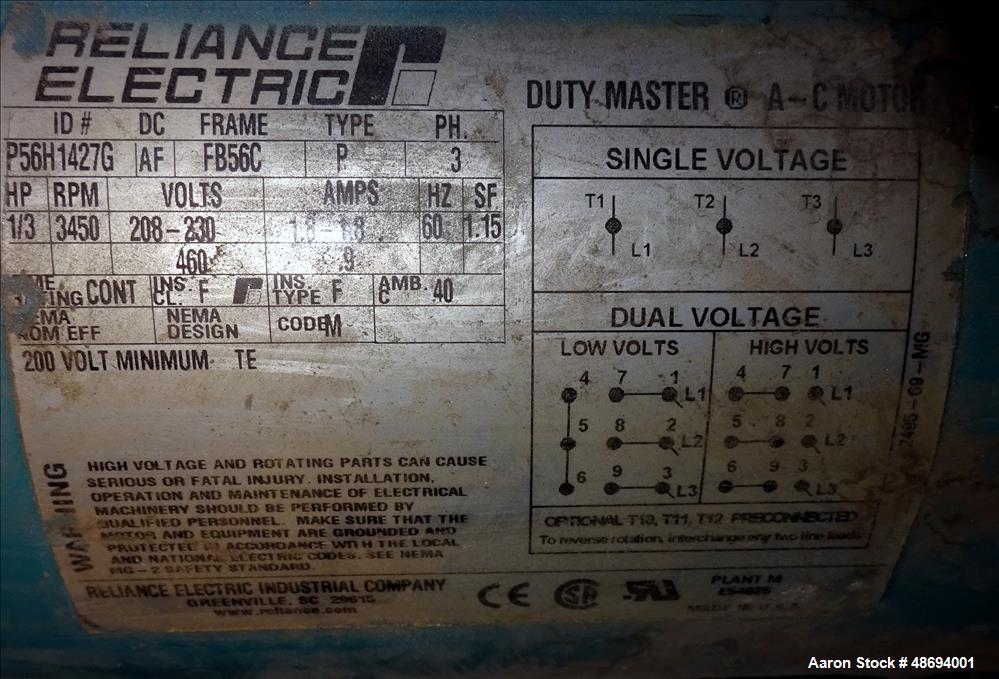 RELIANCE
ELECTRIC
ID # DC FRAME TYPE PH.
P56H1427G AF FB56C P 3
HP RPM VOLTS AMPS HZ SF
1/3 3450 208-230 1.8-1.8 60 1.15
460 .9
CONT INS. CL. F INS. TYPE F AMB. C 40
NOM EFF NEMA DESIGN CODE M
200 VOLT MINIMUM TE
WARNING
HIGH VOLTAGE AND ROTATING PARTS CAN CAUSE
SERIOUS OR FATAL INJURY. INSTALLATION,
OPERATION AND MAINTENANCE OF ELECTRICAL
MACHINERY SHOULD BE PERFORMED BY
QUALIFIED PERSONNEL. MAKE SURE THAT THE
MOTOR AND EQUIPMENT ARE GROUNDED AND
PROTECTED IN ACCORDANCE WITH THE LOCAL
AND NATIONAL ELECTRIC CODES. SEE NEMA
MG-2 SAFETY STANDARD.
RELIANCE ELECTRIC INDUSTRIAL COMPANY
GREENVILLE, SC 29615
www.reliance.com
DUTY MASTER ® A-C MOTOR
SINGLE VOLTAGE
T1 T2 T3
L1 L2 L3
DUAL VOLTAGE
LOW VOLTS HIGH VOLTS
4 7 1 L1 4 7 1 L1
5 8 2 L2 5 8 2 L2
6 9 3 L3 6 9 3 L3
OPTIONAL T10, T11, T12 PRECONNECTED
To reverse rotation, interchange any two line leads
CE SA
PLANT M
MADE IN U.S.A.
Aaron Stock # 48694001